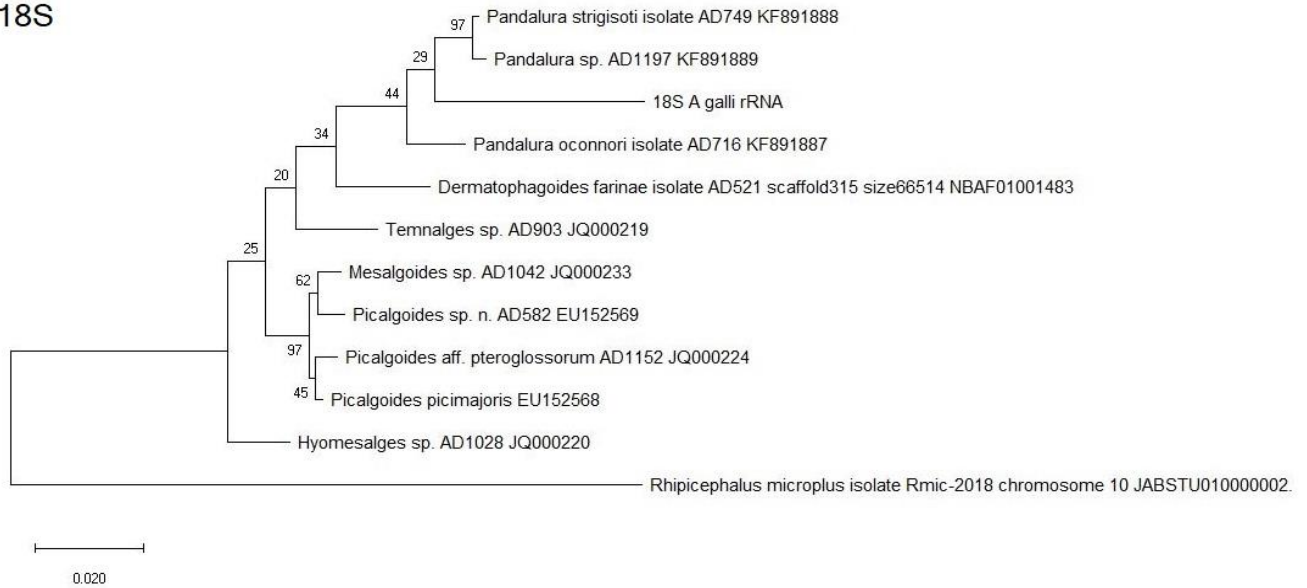 18S
97
Pandalura strigisoti isolate AD749 KF891888
29
Pandalura sp. AD1197 KF891889
44
18S A galli rRNA
34
Pandalura oconnori isolate AD716 KF891887
20
Dermatophagoides farinae isolate AD521 scaffold315 size66514 NBAF01001483
Temnalges sp. AD903 JQ000219
25
62
Mesalgoides sp. AD1042 JQ000233
Picalgoides sp. n. AD582 EU152569
97
Picalgoides aff. pteroglossorum AD1152 JQ000224
45
Picalgoides picimajoris EU152568
Hyomesalges sp. AD1028 JQ000220
Rhipicephalus microplus isolate Rmic-2018 chromosome 10 JABSTU010000002.
0.020